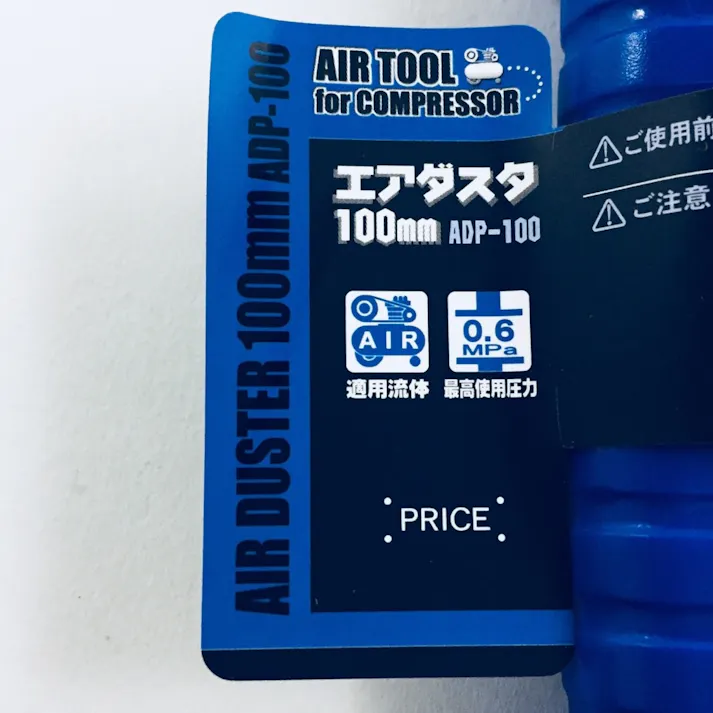 AIR TOOL
for COMPRESSOR
AIR DUSTER 100mm ADP-100
エアダスタ
100mm ADP-100
AIR
0.6
MPa
適用流体
最高使用圧力
PRICE
ご使用前
ご注意